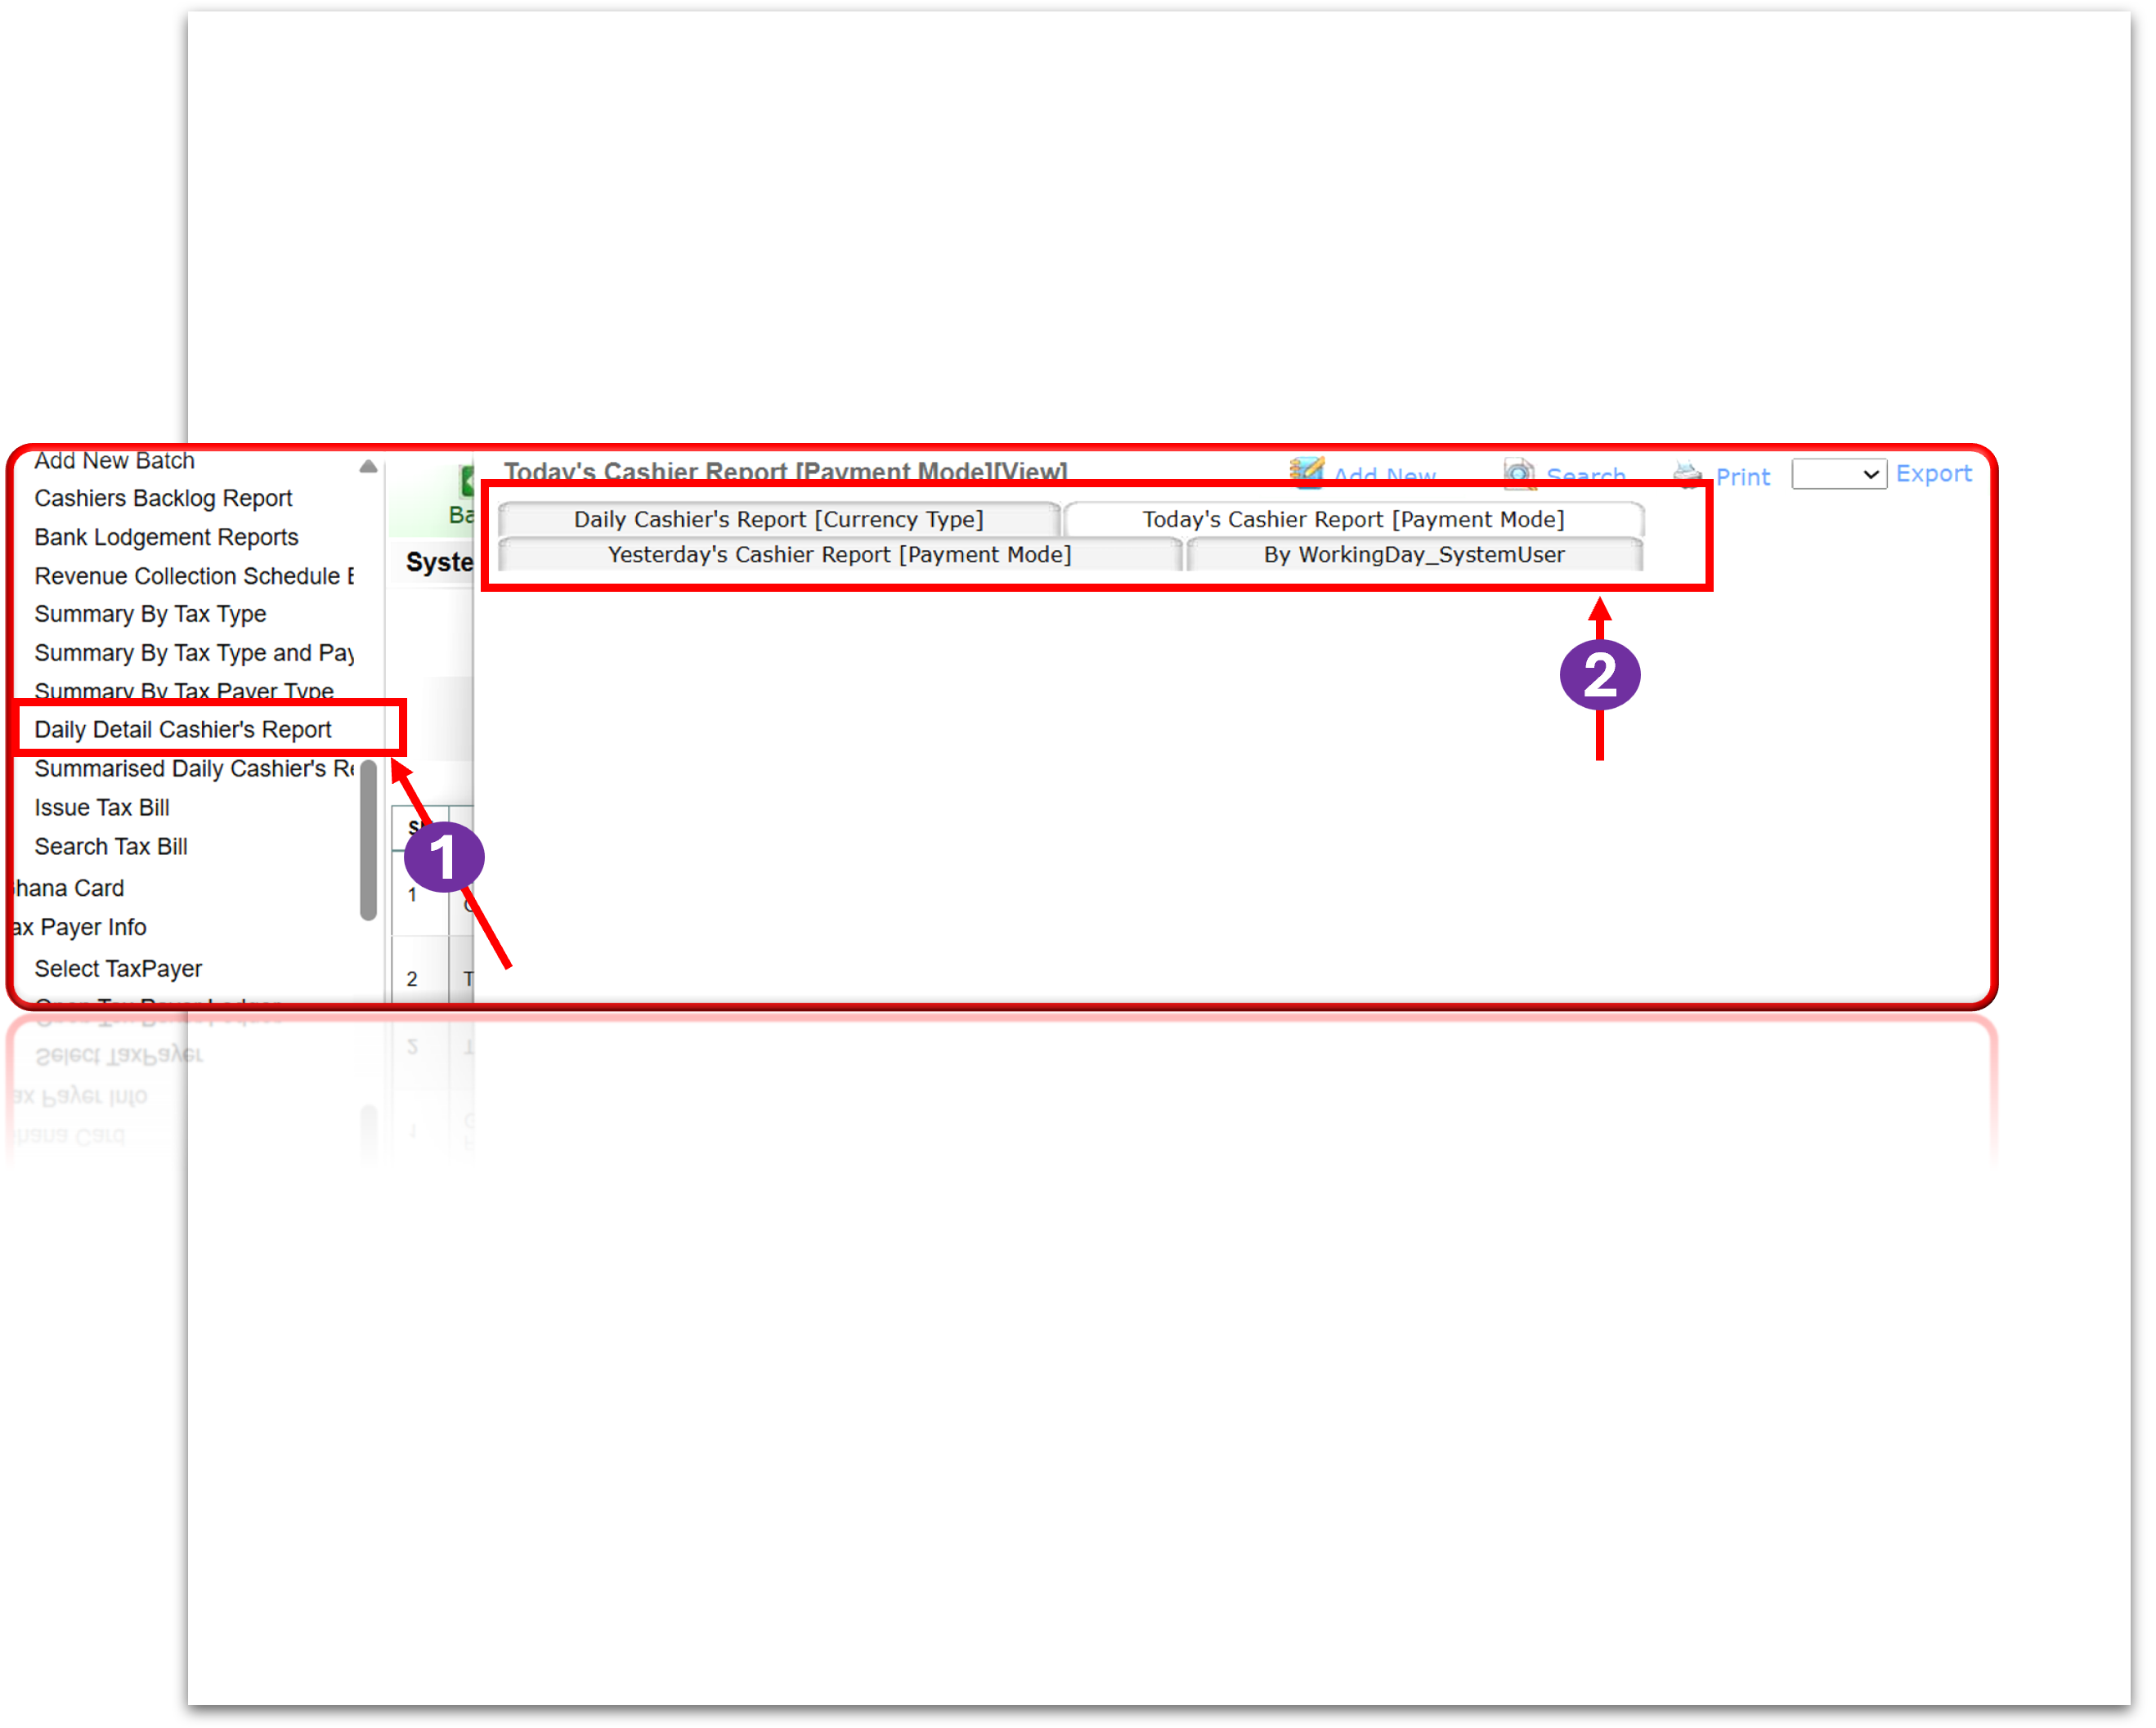 Add New Batch
Cashiers Backlog Report
Bank Lodgement Reports
Revenue Collection Schedule
Summary By Tax Type
Summary By Tax Type and Pay
Summary By Tax Payer Type
Daily Detail Cashier's Report
Summarised Daily Cashier's Re
Issue Tax Bill
Search Tax Bill
hana Card
ax Payer Info
Select TaxPayer
Ba
Syste
1
2 T
Today's Cashier Report [Payment Mode][View]
Add New Search Print Export
Daily Cashier's Report [Currency Type] Today's Cashier Report [Payment Mode]
Yesterday's Cashier Report [Payment Mode] By WorkingDay_SystemUser
1
2